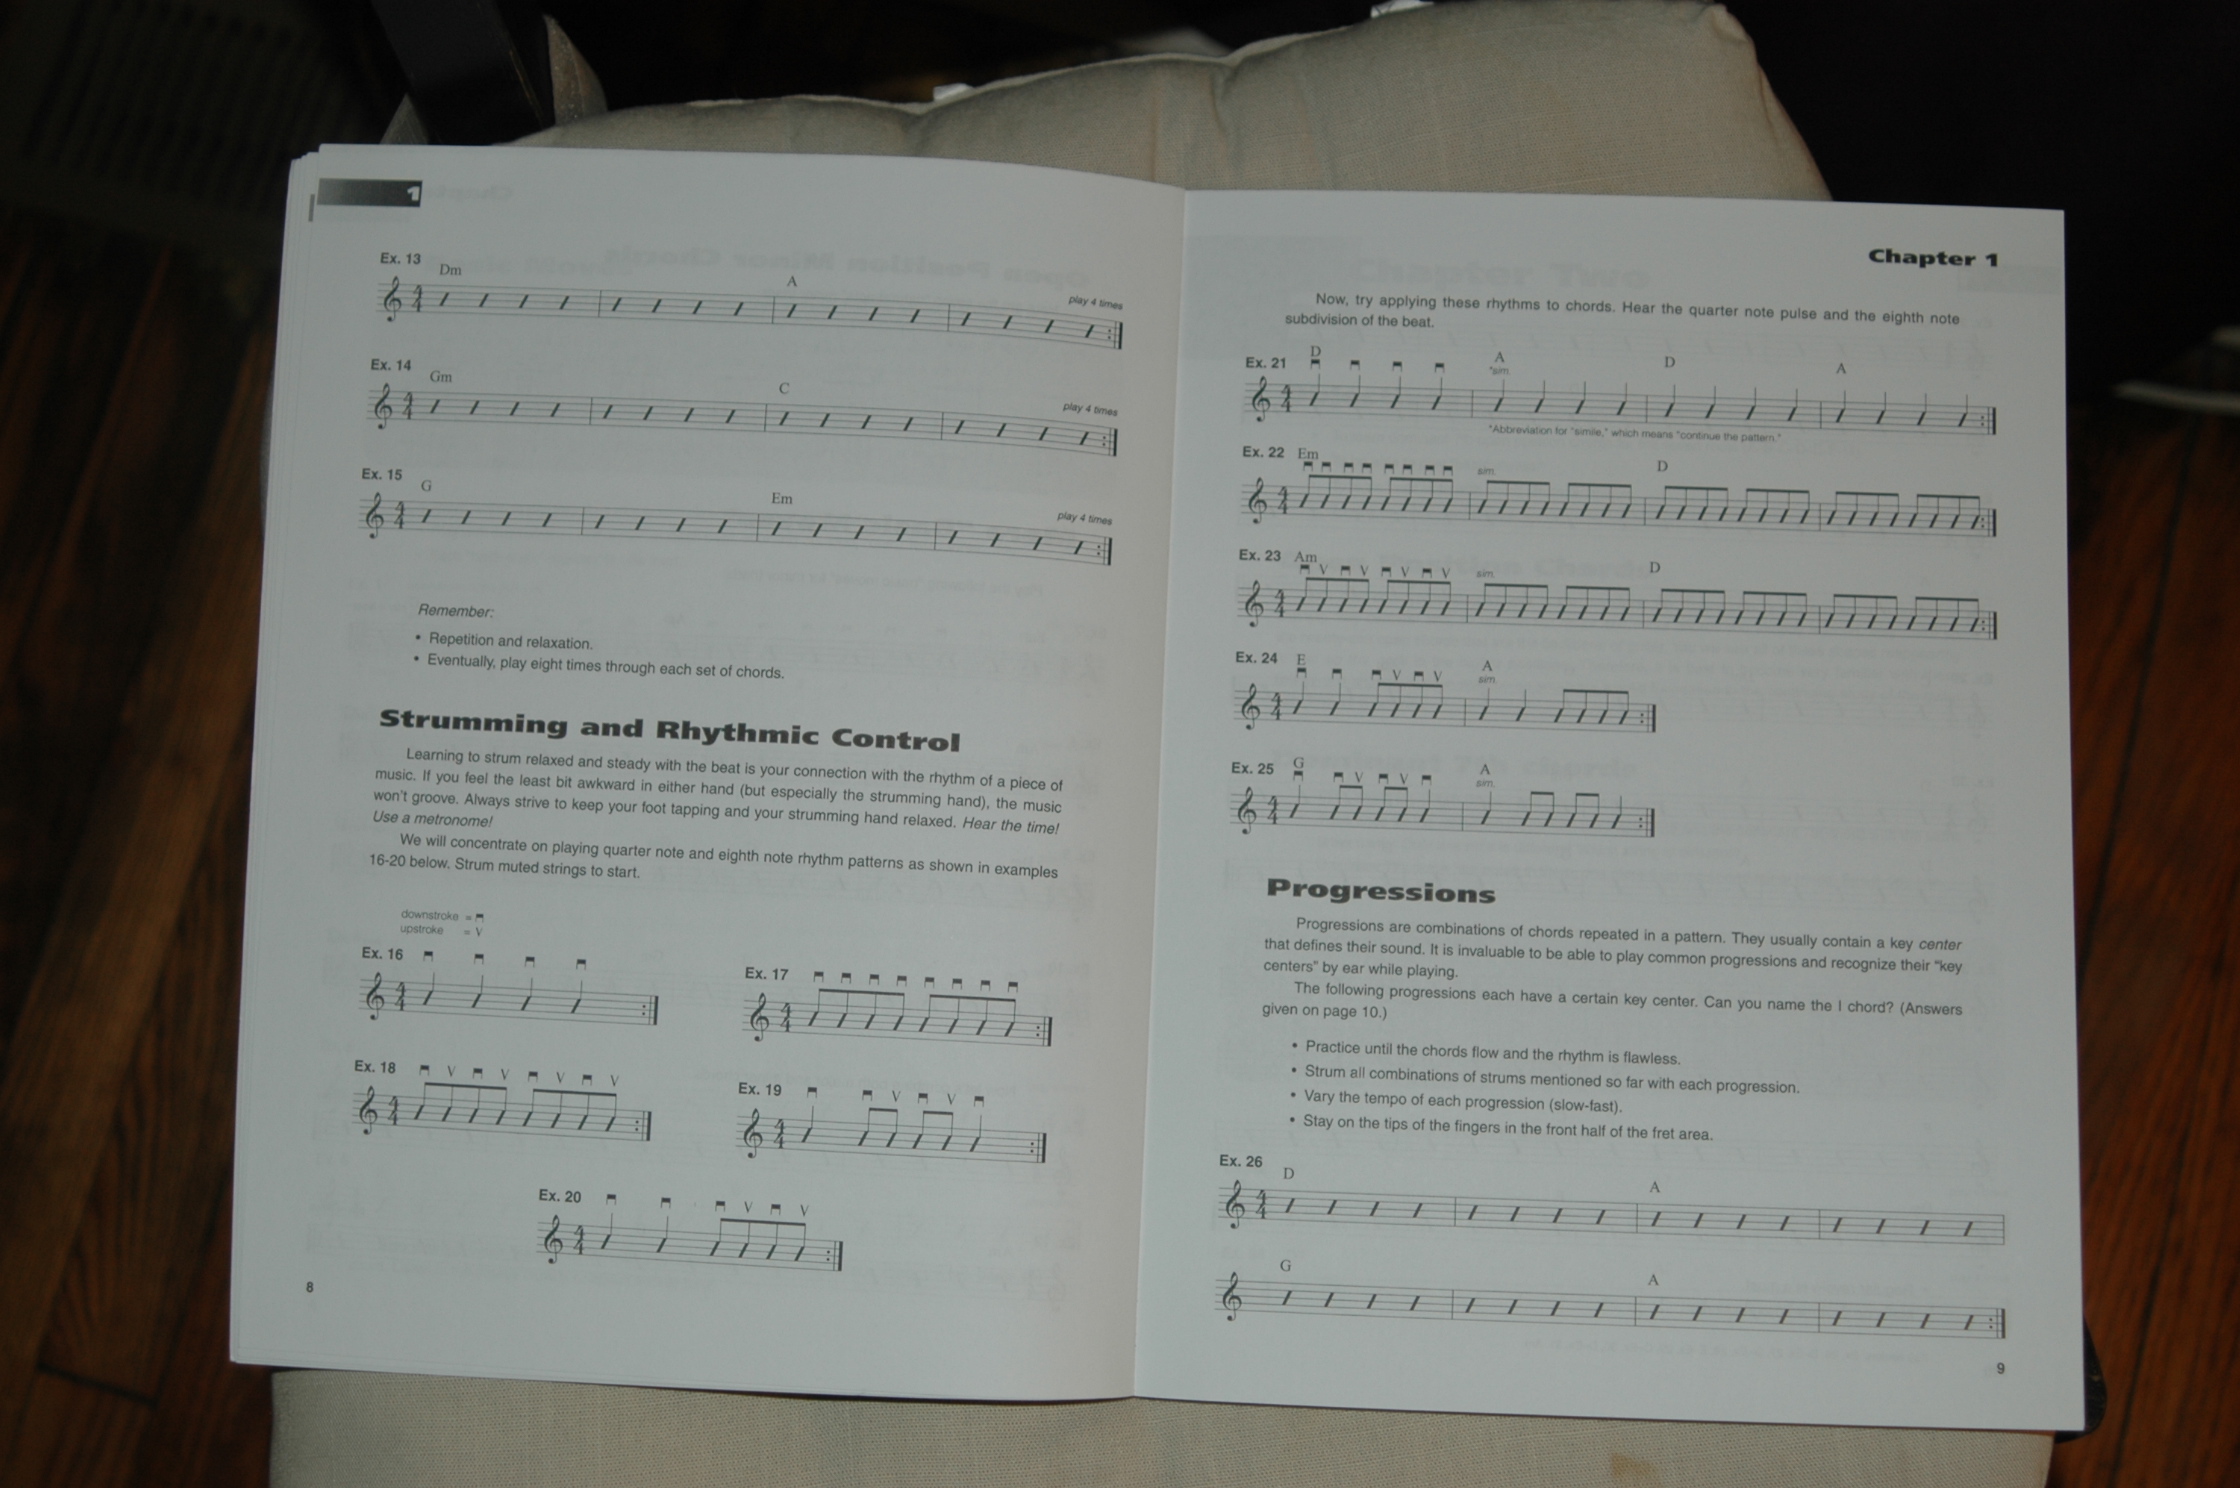 1
Ex. 13
Dm
A
play 4 times
Ex. 14
Gm
C
play 4 times
Ex. 15
G
Em
play 4 times
Remember:
• Repetition and relaxation.
• Eventually, play eight times through each set of chords.
Strumming and Rhythmic Control
Learning to strum relaxed and steady with the beat is your connection with the rhythm of a piece of
music. If you feel the least bit awkward in either hand (but especially the strumming hand), the music
won't groove. Always strive to keep your foot tapping and your strumming hand relaxed. Hear the time!
Use a metronome!
We will concentrate on playing quarter note and eighth note rhythm patterns as shown in examples
16-20 below. Strum muted strings to start.
downstroke =
upstroke = V
Ex. 16
Ex. 17
Ex. 18
V V V V
Ex. 19
V V
Ex. 20
V V
8
Chapter 1
Now, try applying these rhythms to chords. Hear the quarter note pulse and the eighth note
subdivision of the beat.
Ex. 21
D A D A
*sim.
*Abbreviation for "simile," which means "continue the pattern."
Ex. 22 Em D
sim.
Ex. 23 Am D
V V V V sim.
Ex. 24 E A
V V sim.
Ex. 25 G A
V V sim.
Progressions
Progressions are combinations of chords repeated in a pattern. They usually contain a key center
that defines their sound. It is invaluable to be able to play common progressions and recognize their "key
centers" by ear while playing.
The following progressions each have a certain key center. Can you name the I chord? (Answers
given on page 10.)
• Practice until the chords flow and the rhythm is flawless.
• Strum all combinations of strums mentioned so far with each progression.
• Vary the tempo of each progression (slow-fast).
• Stay on the tips of the fingers in the front half of the fret area.
Ex. 26
D A
G A
9